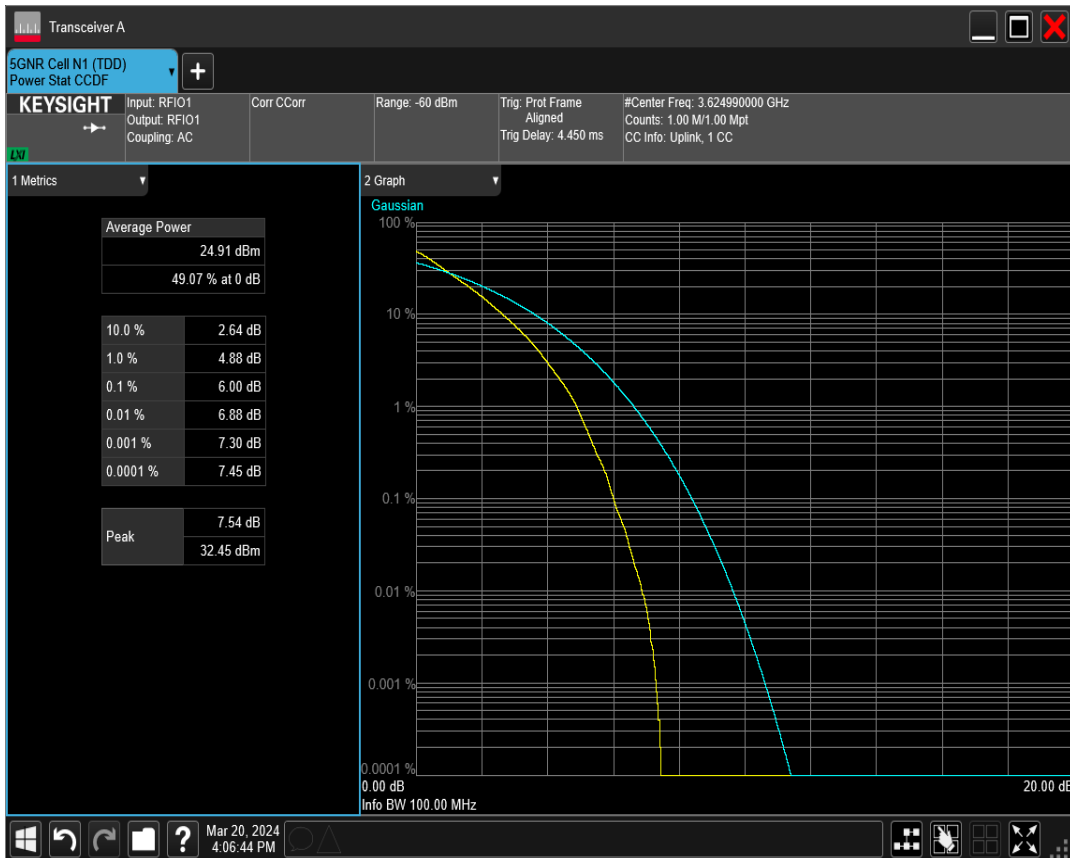 Transceiver A
5GNR Cell N1 (TDD)
Power Stat CCDF
KEYSIGHT
LXI
Input: RFIO1
Output: RFIO1
Coupling: AC
Corr CCorr
Range: -60 dBm
Trig: Prot Frame
Aligned
Trig Delay: 4.450 ms
#Center Freq: 3.624990000 GHz
Counts: 1.00 M/1.00 Mpt
CC Info: Uplink, 1 CC
1 Metrics
Average Power
24.91 dBm
49.07 % at 0 dB
10.0 % 2.64 dB
1.0 % 4.88 dB
0.1 % 6.00 dB
0.01 % 6.88 dB
0.001 % 7.30 dB
0.0001 % 7.45 dB
Peak
7.54 dB
32.45 dBm
2 Graph
Gaussian
100 %
10 %
1 %
0.1 %
0.01 %
0.001 %
0.0001 %
0.00 dB 20.00 dB
Info BW 100.00 MHz
?
Mar 20, 2024
4:06:44 PM